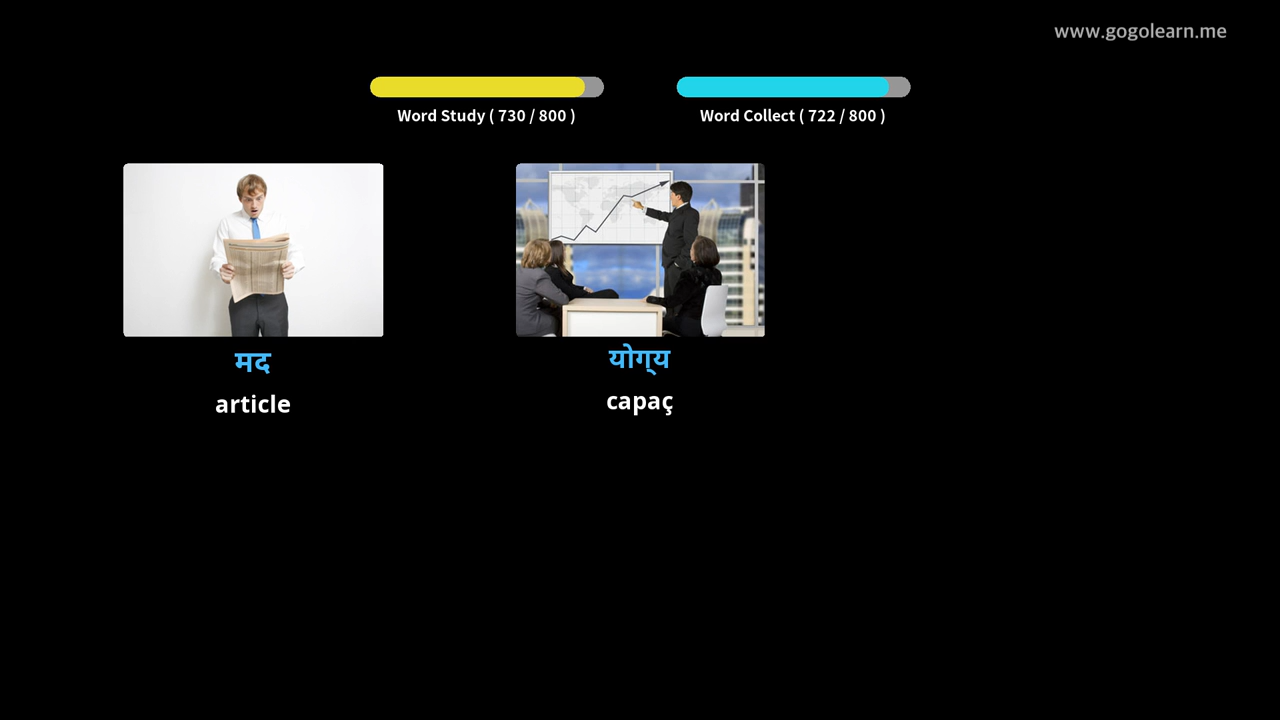 www.gogolearn.me
Word Study ( 730 / 800 )
Word Collect ( 722 / 800 )
मद
article
योग्य
capaç